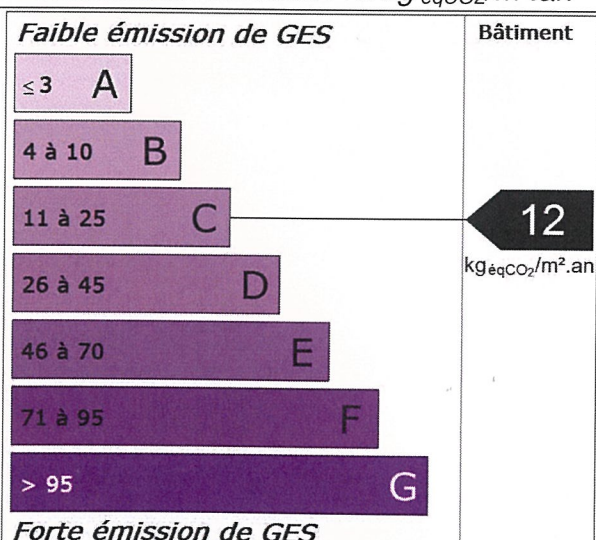 Faible émission de GES
Bâtiment
≤ 3 A
4 à 10 B
11 à 25 C
12
kgéqCO₂/m².an
26 à 45 D
46 à 70 E
71 à 95 F
> 95 G
Forte émission de GES